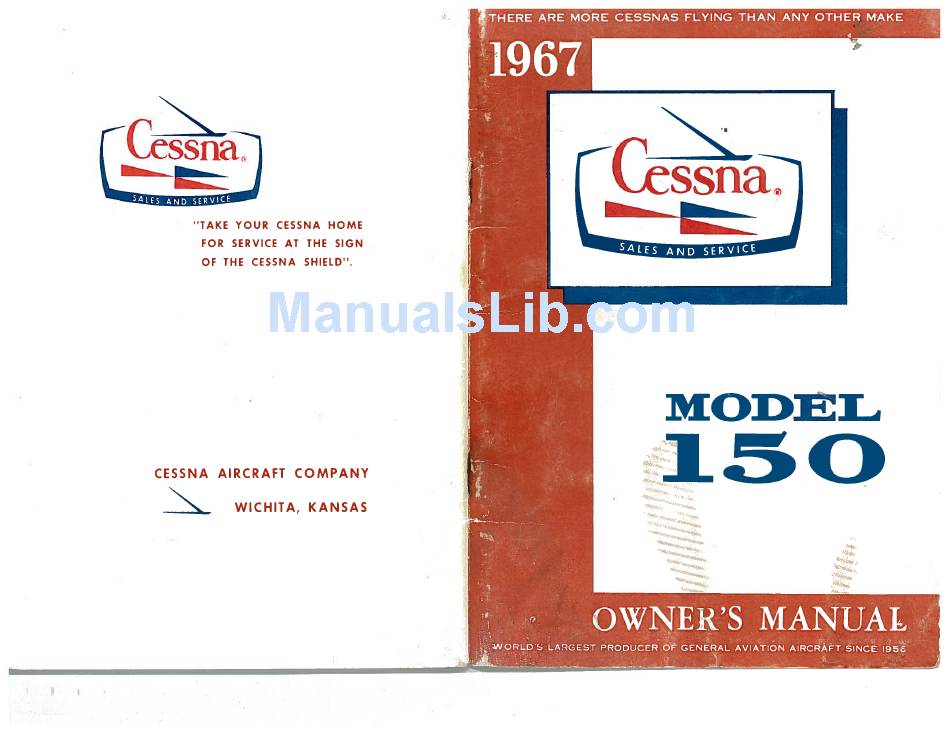 Cessna®
SALES AND SERVICE
"TAKE YOUR CESSNA HOME
FOR SERVICE AT THE SIGN
OF THE CESSNA SHIELD".
CESSNA AIRCRAFT COMPANY
WICHITA, KANSAS
THERE ARE MORE CESSNAS FLYING THAN ANY OTHER MAKE
1967
Cessna®
SALES AND SERVICE
ManualsLib.com
MODEL
150
OWNER'S MANUAL
WORLD'S LARGEST PRODUCER OF GENERAL AVIATION AIRCRAFT SINCE 1956